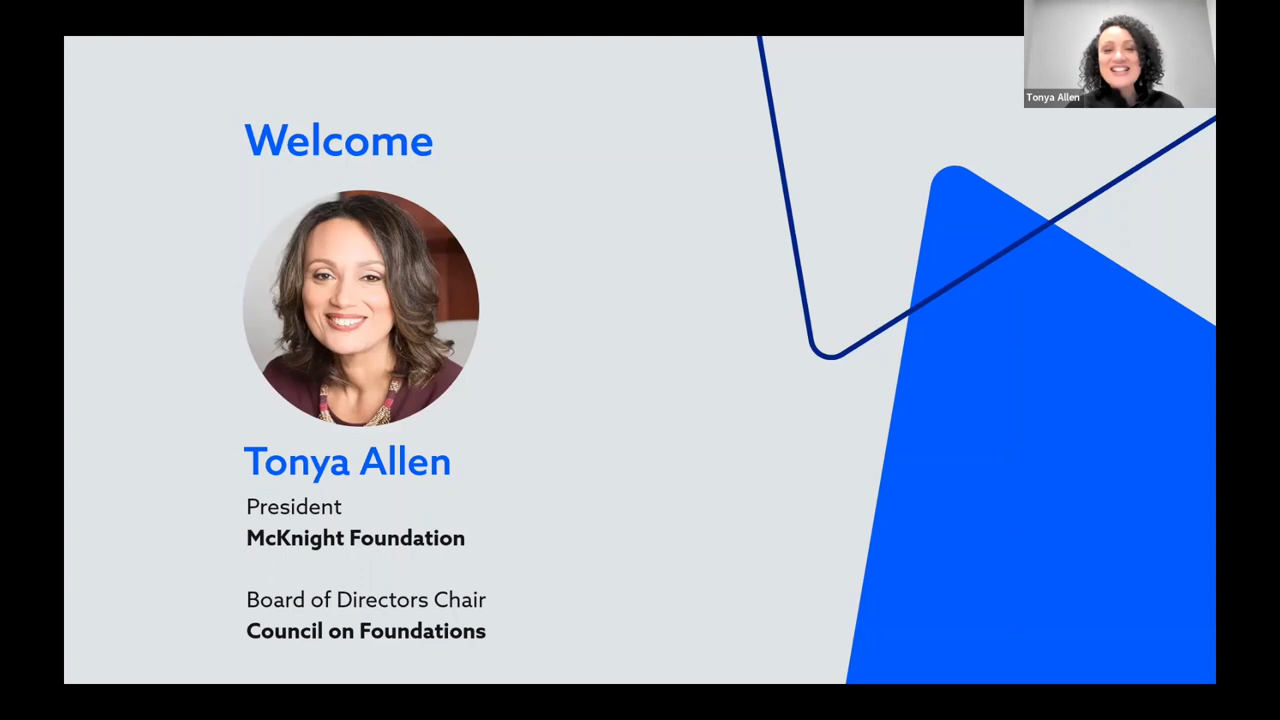 Welcome
Tonya Allen
Tonya Allen
President
McKnight Foundation
Board of Directors Chair
Council on Foundations